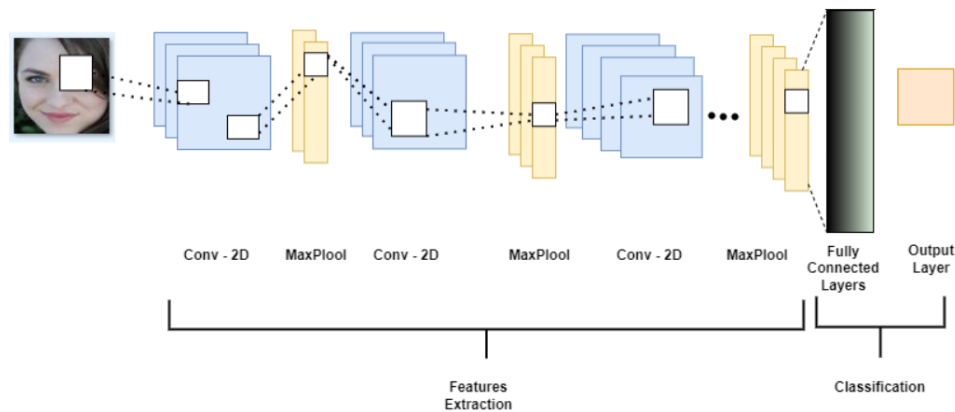 Conv - 2D
MaxPlool
Conv - 2D
MaxPlool
Conv - 2D
MaxPlool
Fully
Connected
Layers
Output
Layer
Features
Extraction
Classification